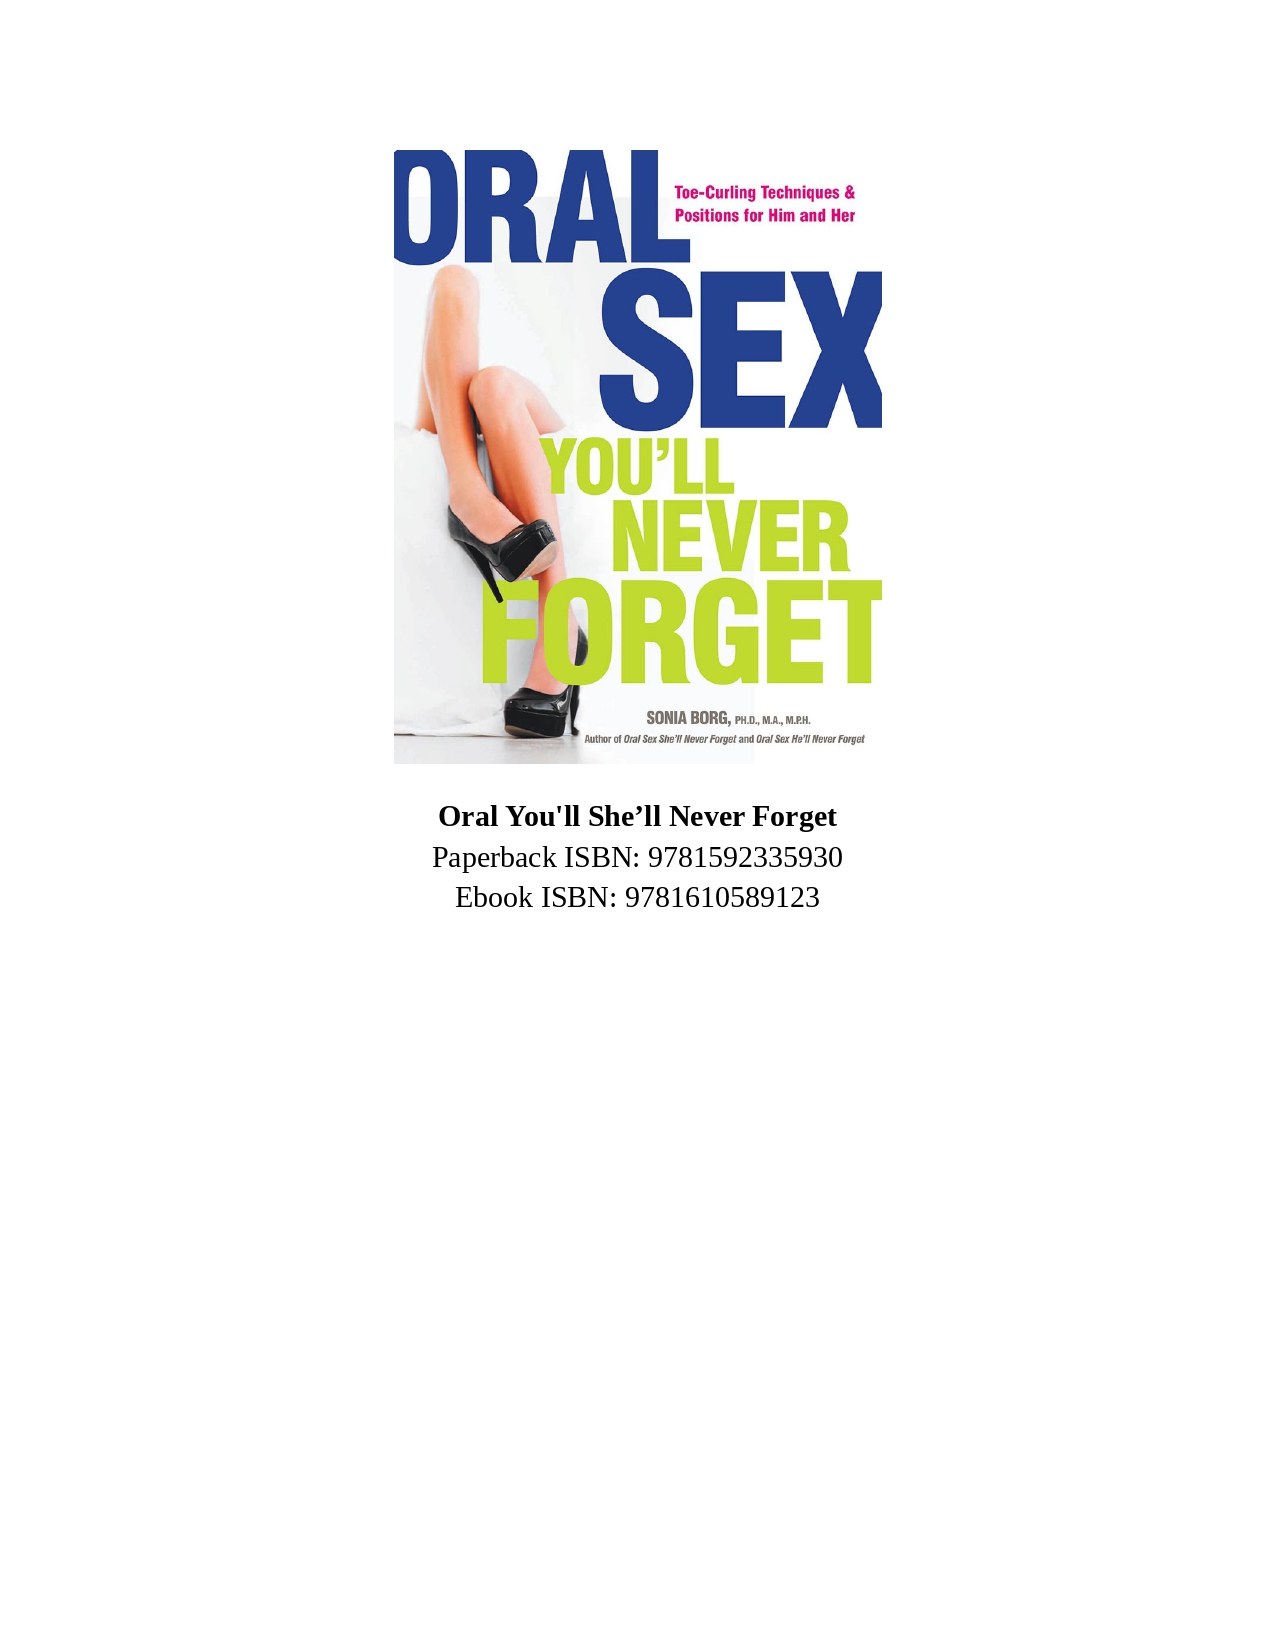 ORAL
Toe-Curling Techniques &
Positions for Him and Her
SEX
YOU’LL
NEVER
FORGET
SONIA BORG, PH.D., M.A., M.P.H.
Author of Oral Sex She’ll Never Forget and Oral Sex He’ll Never Forget
Oral You'll She’ll Never Forget
Paperback ISBN: 9781592335930
Ebook ISBN: 9781610589123